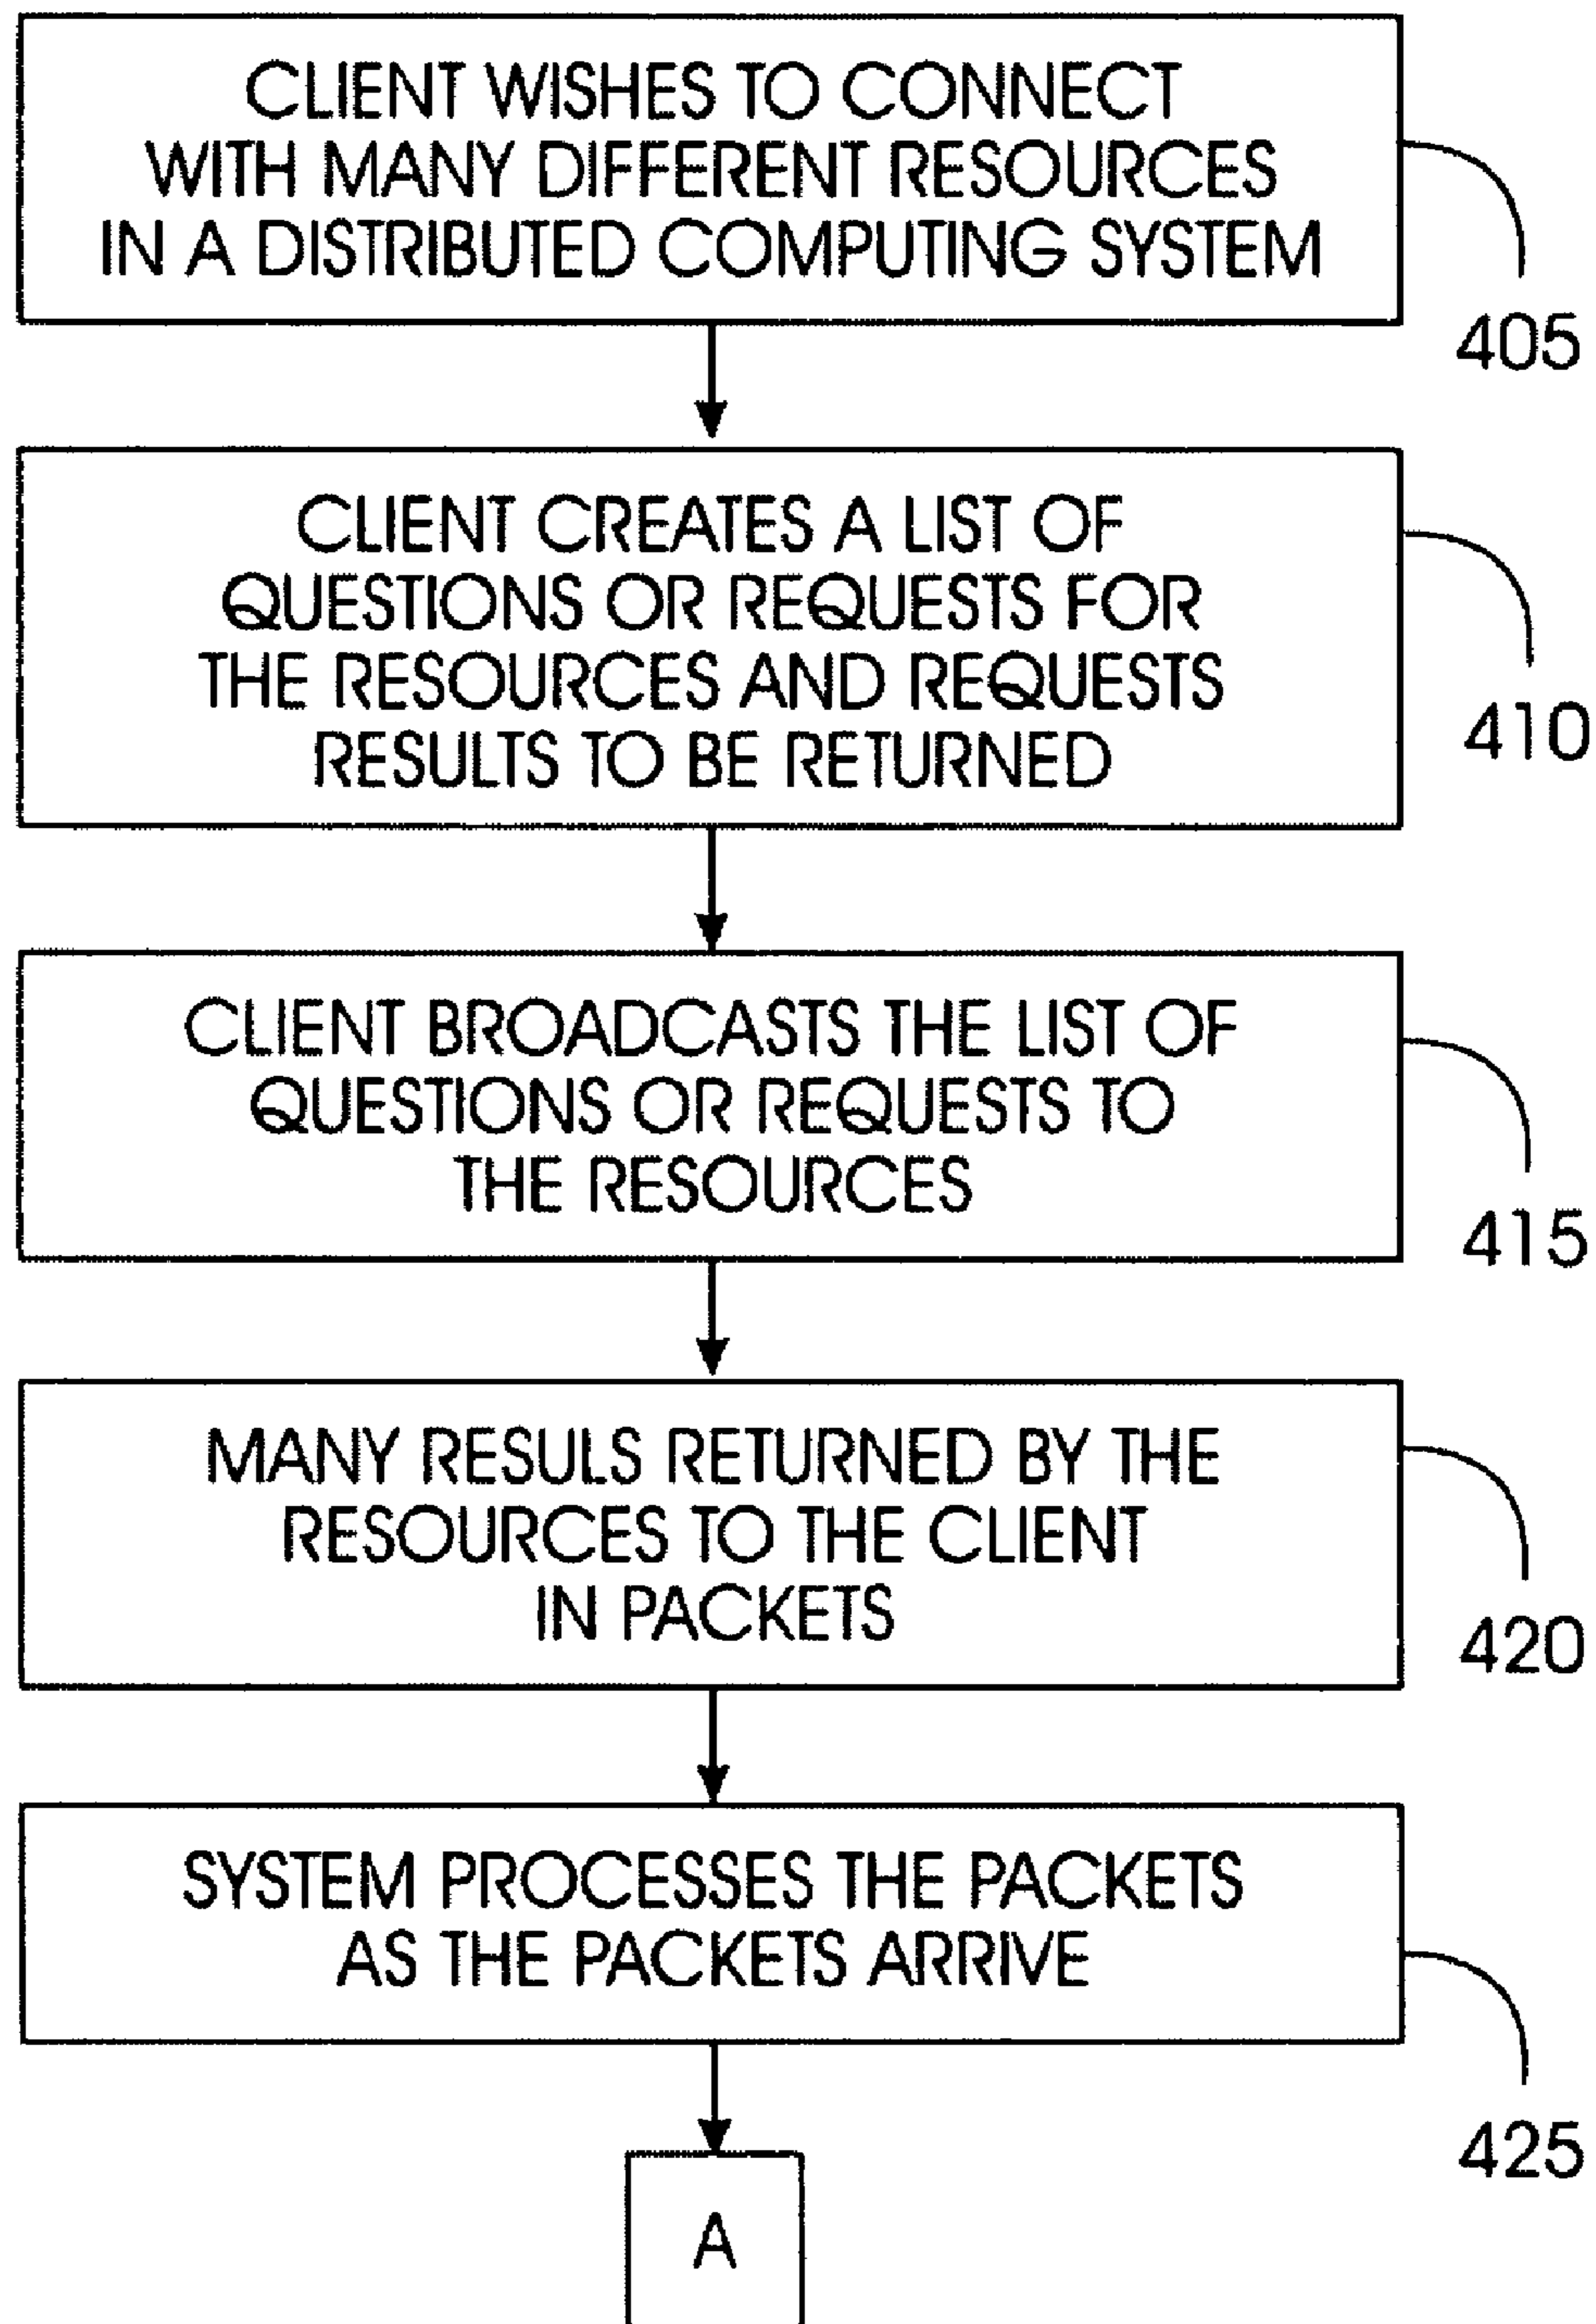 CLIENT WISHES TO CONNECT
WITH MANY DIFFERENT RESOURCES
IN A DISTRIBUTED COMPUTING SYSTEM
405
CLIENT CREATES A LIST OF
QUESTIONS OR REQUESTS FOR
THE RESOURCES AND REQUESTS
RESULTS TO BE RETURNED
410
CLIENT BROADCASTS THE LIST OF
QUESTIONS OR REQUESTS TO
THE RESOURCES
415
MANY RESULS RETURNED BY THE
RESOURCES TO THE CLIENT
IN PACKETS
420
SYSTEM PROCESSES THE PACKETS
AS THE PACKETS ARRIVE
425
A